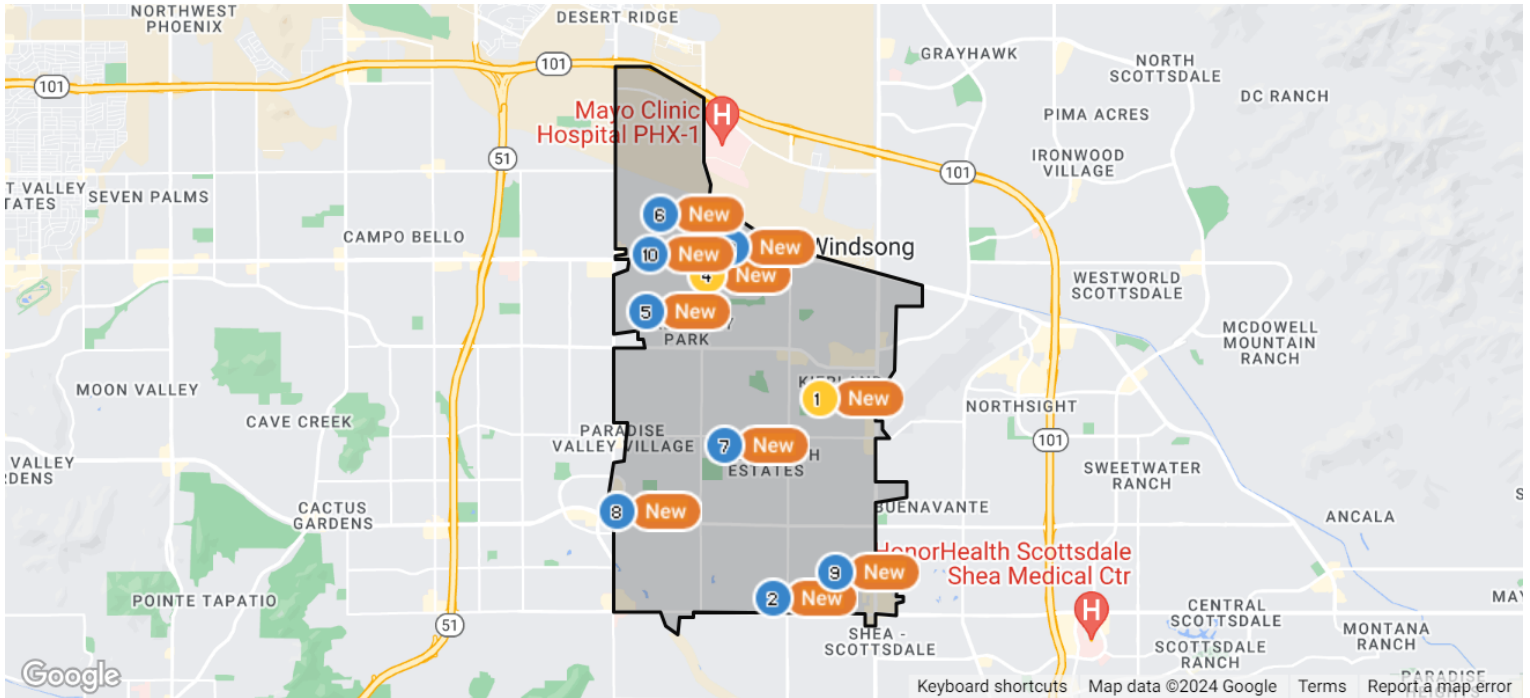 NORTHWEST
PHOENIX
DESERT RIDGE
101
101
GRAYHAWK
NORTH
SCOTTSDALE
DC RANCH
Mayo Clinic
Hospital PHX-1
H
PIMA ACRES
51
IRONWOOD
VILLAGE
101
T VALLEY
TATES
SEVEN PALMS
6 New
CAMPO BELLO
10 New
New
Windsong
4 New
WESTWORLD
SCOTTSDALE
5 New
PARK
MCDOWELL
MOUNTAIN
RANCH
MOON VALLEY
1 New
NORTHSIGHT
CAVE CREEK
PARADISE
VALLEY VILLAGE
101
7 New
ESTATES
VALLEY
RDENS
SWEETWATER
RANCH
CACTUS
GARDENS
8 New
BUENAVANTE
ANCALA
HonorHealth Scottsdale
Shea Medical Ctr
9 New
2 New
H
POINTE TAPATIO
51
CENTRAL
SCOTTSDALE
SHEA -
SCOTTSDALE
MONTANA
RANCH
SCOTTSDALE
RANCH
Google
Keyboard shortcuts
Map data ©2024 Google
Terms
Report a map error